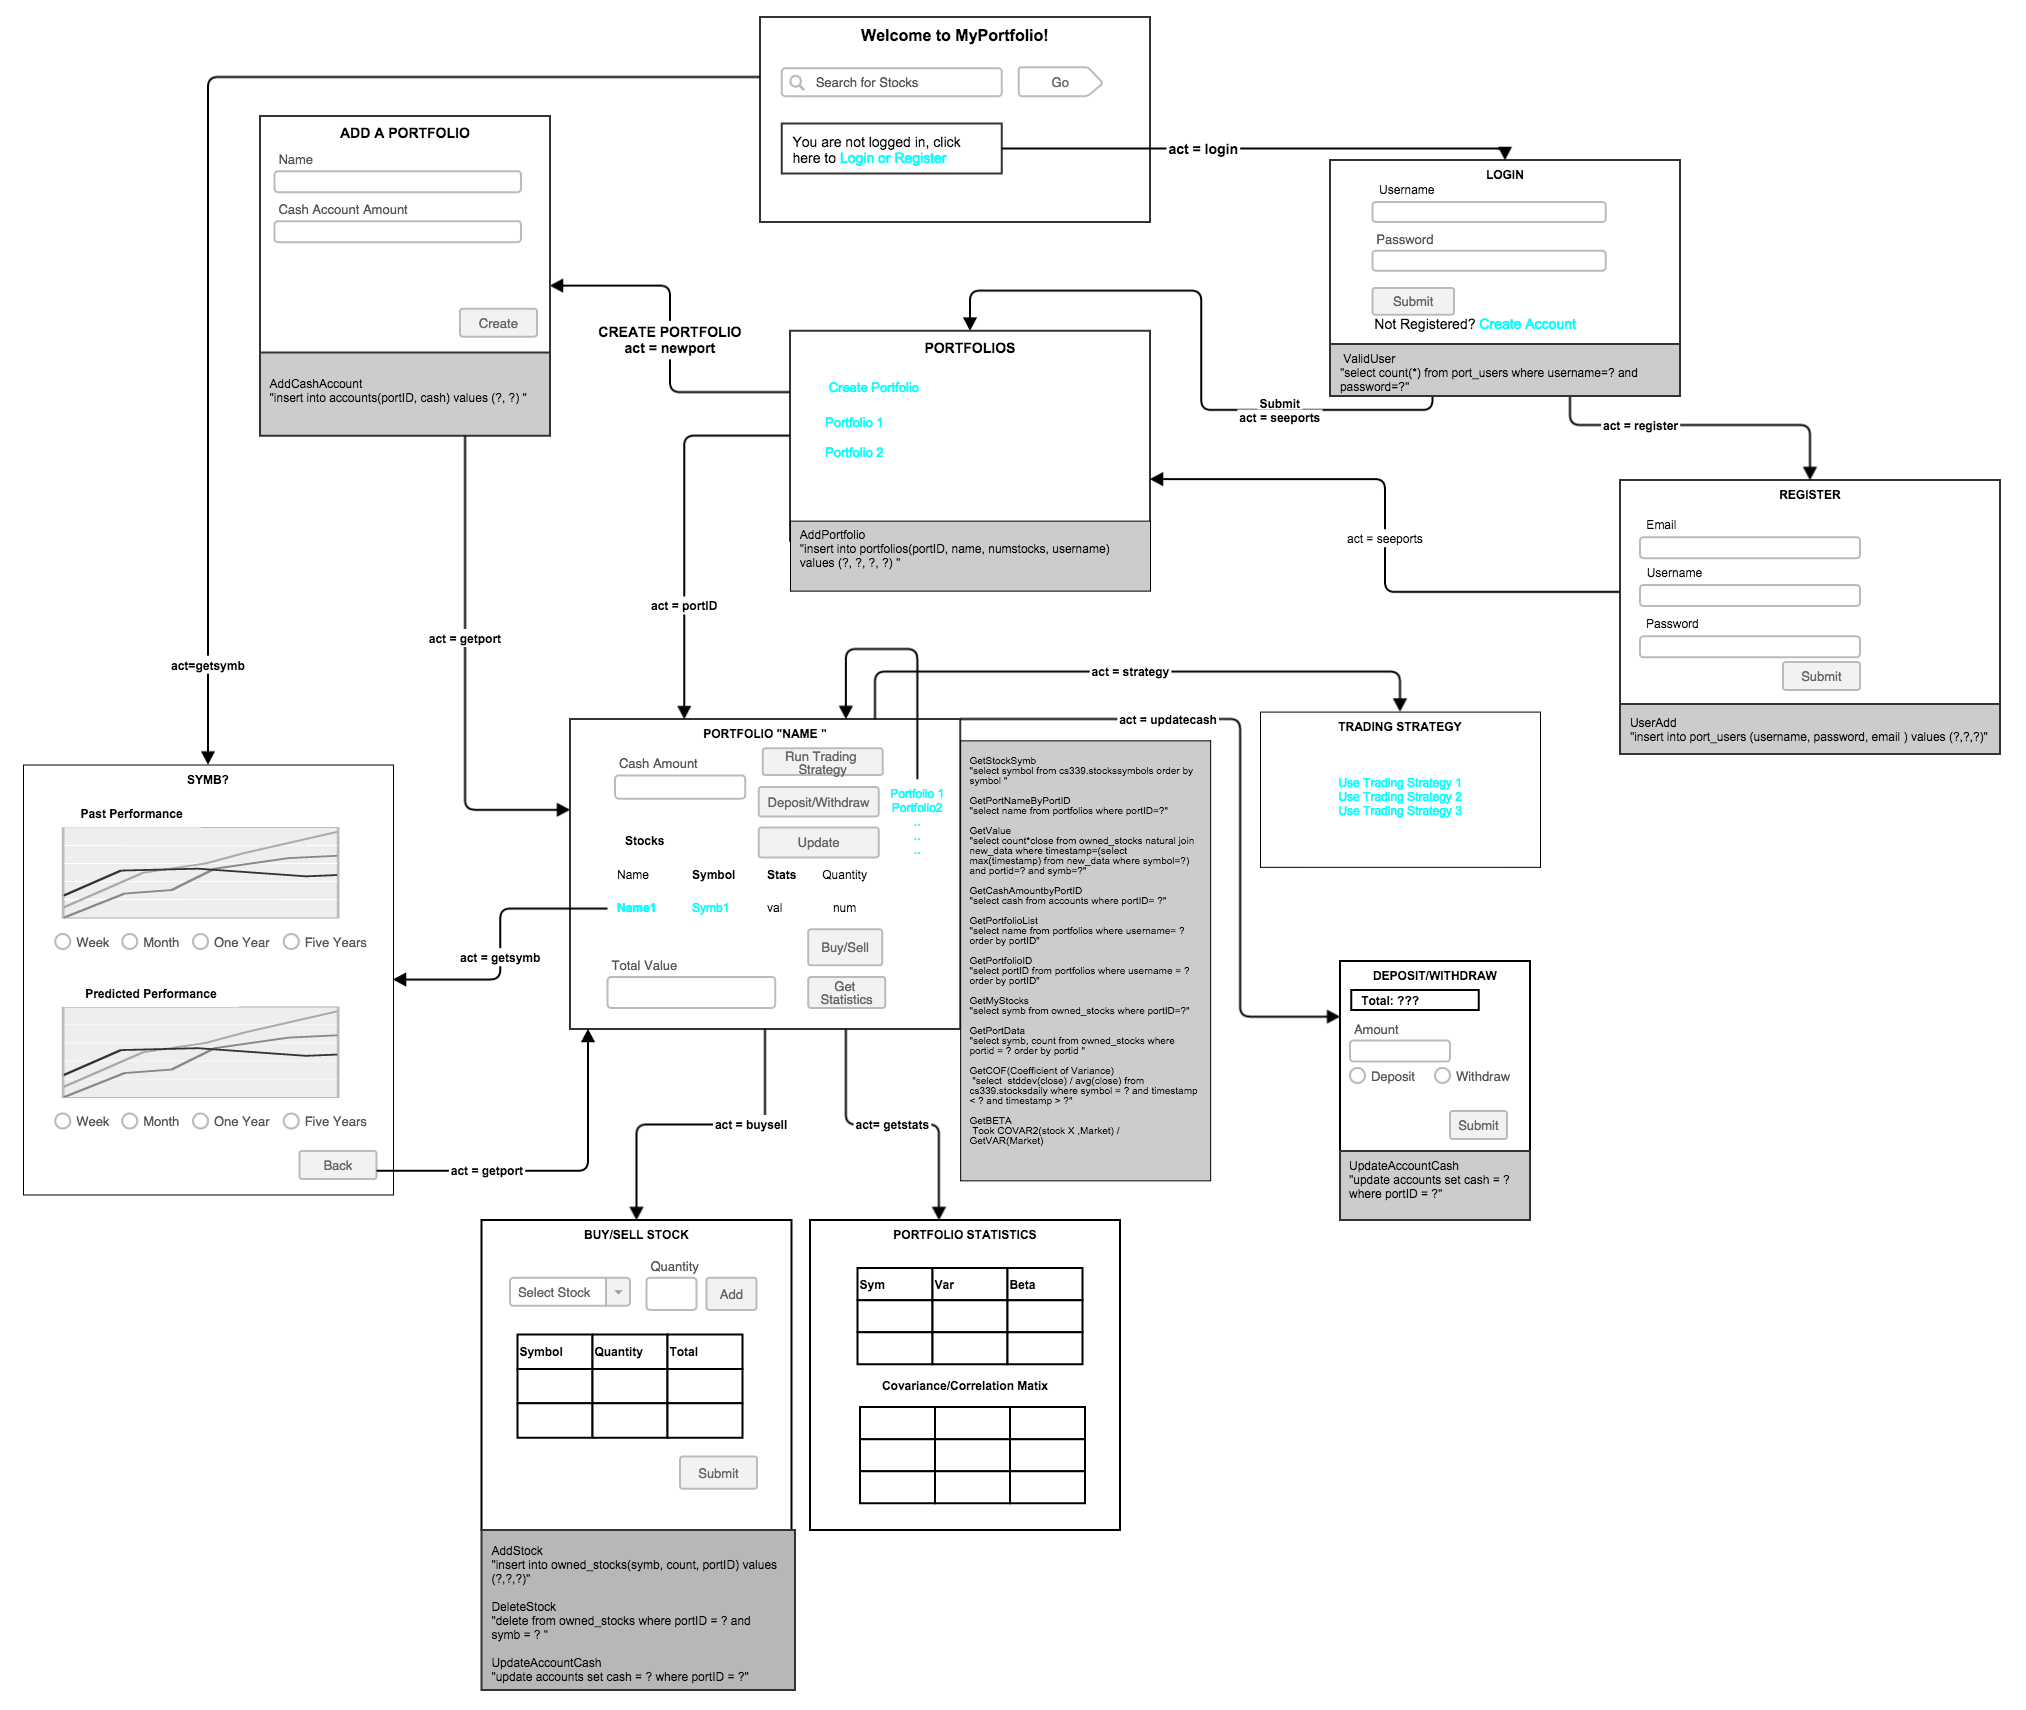 Welcome to MyPortfolio!
Search for Stocks
Go
You are not logged in, click
here to Login or Register
act = login
ADD A PORTFOLIO
Name
Cash Account Amount
Create
AddCashAccount
"insert into accounts(portID, cash) values (?, ?) "
LOGIN
Username
Password
Submit
Not Registered? Create Account
ValidUser
"select count(*) from port_users where username=? and
password=?"
CREATE PORTFOLIO
act = newport
PORTFOLIOS
Create Portfolio
Portfolio 1
Portfolio 2
AddPortfolio
"insert into portfolios(portID, name, numstocks, username)
values (?, ?, ?, ?) "
Submit
act = seeports
act = register
act = seeports
REGISTER
Email
Username
Password
Submit
UserAdd
"insert into port_users (username, password, email ) values (?,?,?)"
act = portID
act = getport
act=getsymb
act = strategy
act = updatecash
PORTFOLIO "NAME "
Cash Amount
Run Trading
Strategy
Deposit/Withdraw
Update
Portfolio 1
Portfolio2
..
..
..
Stocks
Name
Symbol
Stats
Quantity
Name1
Symb1
val
num
Buy/Sell
Total Value
Get
Statistics
GetStockSymb
"select symbol from cs339.stockssymbols order by
symbol "
GetPortNameByPortID
"select name from portfolios where portID=?"
GetValue
"select count*close from owned_stocks natural join
new_data where timestamp=(select
max(timestamp) from new_data where symbol=?)
and portid=? and symb=?"
GetCashAmountbyPortID
"select cash from accounts where portID= ?"
GetPortfolioList
"select name from portfolios where username= ?
order by portID"
GetPortfolioID
"select portID from portfolios where username = ?
order by portID"
GetMyStocks
"select symb from owned_stocks where portID=?"
GetPortData
"select symb, count from owned_stocks where
portid = ? order by portid "
GetCOF(Coefficient of Variance)
"select  stddev(close) / avg(close) from
cs339.stocksdaily where symbol = ? and timestamp
< ? and timestamp > ?"
GetBETA
Took COVAR2(stock X ,Market) /
GetVAR(Market)
TRADING STRATEGY
Use Trading Strategy 1
Use Trading Strategy 2
Use Trading Strategy 3
SYMB?
Past Performance
Week
Month
One Year
Five Years
Predicted Performance
Week
Month
One Year
Five Years
Back
act = getsymb
act = getport
DEPOSIT/WITHDRAW
Total: ???
Amount
Deposit
Withdraw
Submit
UpdateAccountCash
"update accounts set cash = ?
where portID = ?"
act = buysell
act= getstats
BUY/SELL STOCK
Quantity
Select Stock
Add
Symbol
Quantity
Total
Submit
AddStock
"insert into owned_stocks(symb, count, portID) values
(?,?,?)"
DeleteStock
"delete from owned_stocks where portID = ? and
symb = ? "
UpdateAccountCash
"update accounts set cash = ? where portID = ?"
PORTFOLIO STATISTICS
Sym
Var
Beta
Covariance/Correlation Matix